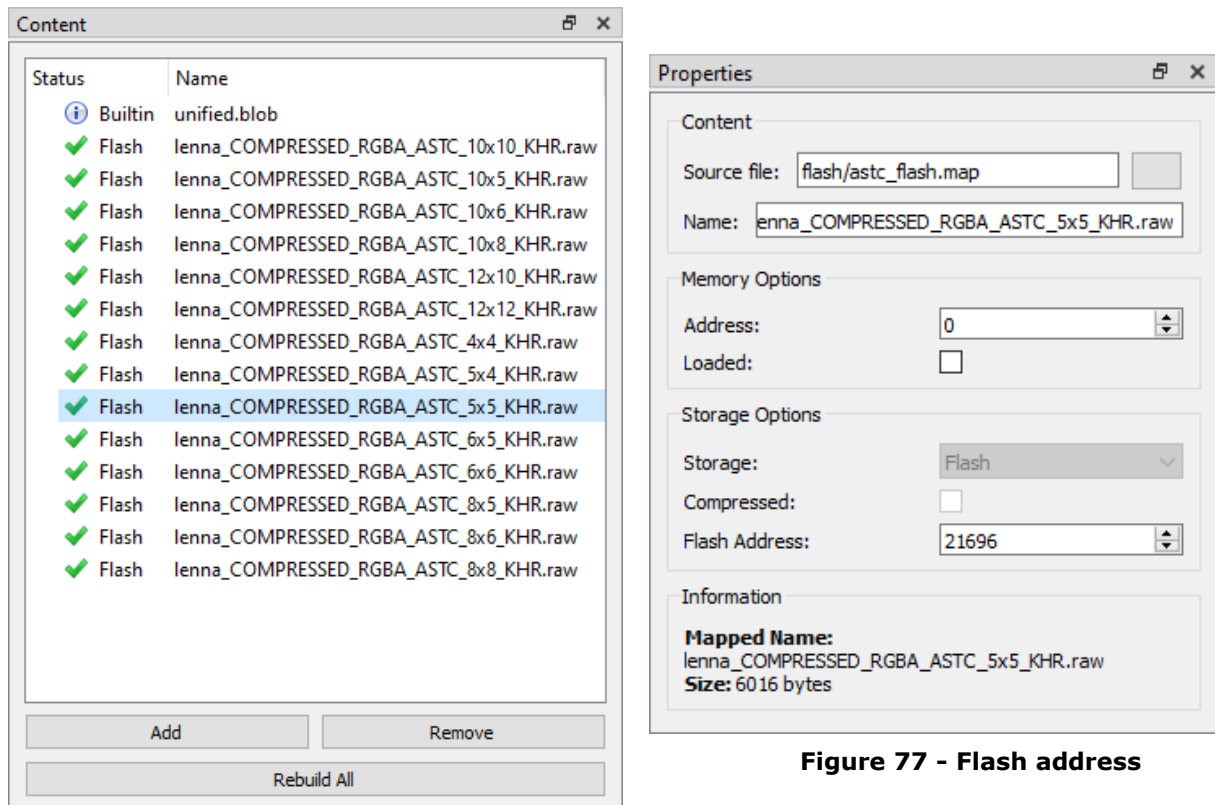 Content
Status Name
Builtin unified.blob
Flash lenna_COMPRESSED_RGBA_ASTC_10x10_KHR.raw
Flash lenna_COMPRESSED_RGBA_ASTC_10x5_KHR.raw
Flash lenna_COMPRESSED_RGBA_ASTC_10x6_KHR.raw
Flash lenna_COMPRESSED_RGBA_ASTC_10x8_KHR.raw
Flash lenna_COMPRESSED_RGBA_ASTC_12x10_KHR.raw
Flash lenna_COMPRESSED_RGBA_ASTC_12x12_KHR.raw
Flash lenna_COMPRESSED_RGBA_ASTC_4x4_KHR.raw
Flash lenna_COMPRESSED_RGBA_ASTC_5x4_KHR.raw
Flash lenna_COMPRESSED_RGBA_ASTC_5x5_KHR.raw
Flash lenna_COMPRESSED_RGBA_ASTC_6x5_KHR.raw
Flash lenna_COMPRESSED_RGBA_ASTC_6x6_KHR.raw
Flash lenna_COMPRESSED_RGBA_ASTC_8x5_KHR.raw
Flash lenna_COMPRESSED_RGBA_ASTC_8x6_KHR.raw
Flash lenna_COMPRESSED_RGBA_ASTC_8x8_KHR.raw
Add Remove
Rebuild All
Properties
Content
Source file: flash/astc_flash.map
Name: enna_COMPRESSED_RGBA_ASTC_5x5_KHR.raw
Memory Options
Address: 0
Loaded:
Storage Options
Storage: Flash
Compressed:
Flash Address: 21696
Information
Mapped Name:
lenna_COMPRESSED_RGBA_ASTC_5x5_KHR.raw
Size: 6016 bytes
Figure 77 - Flash address